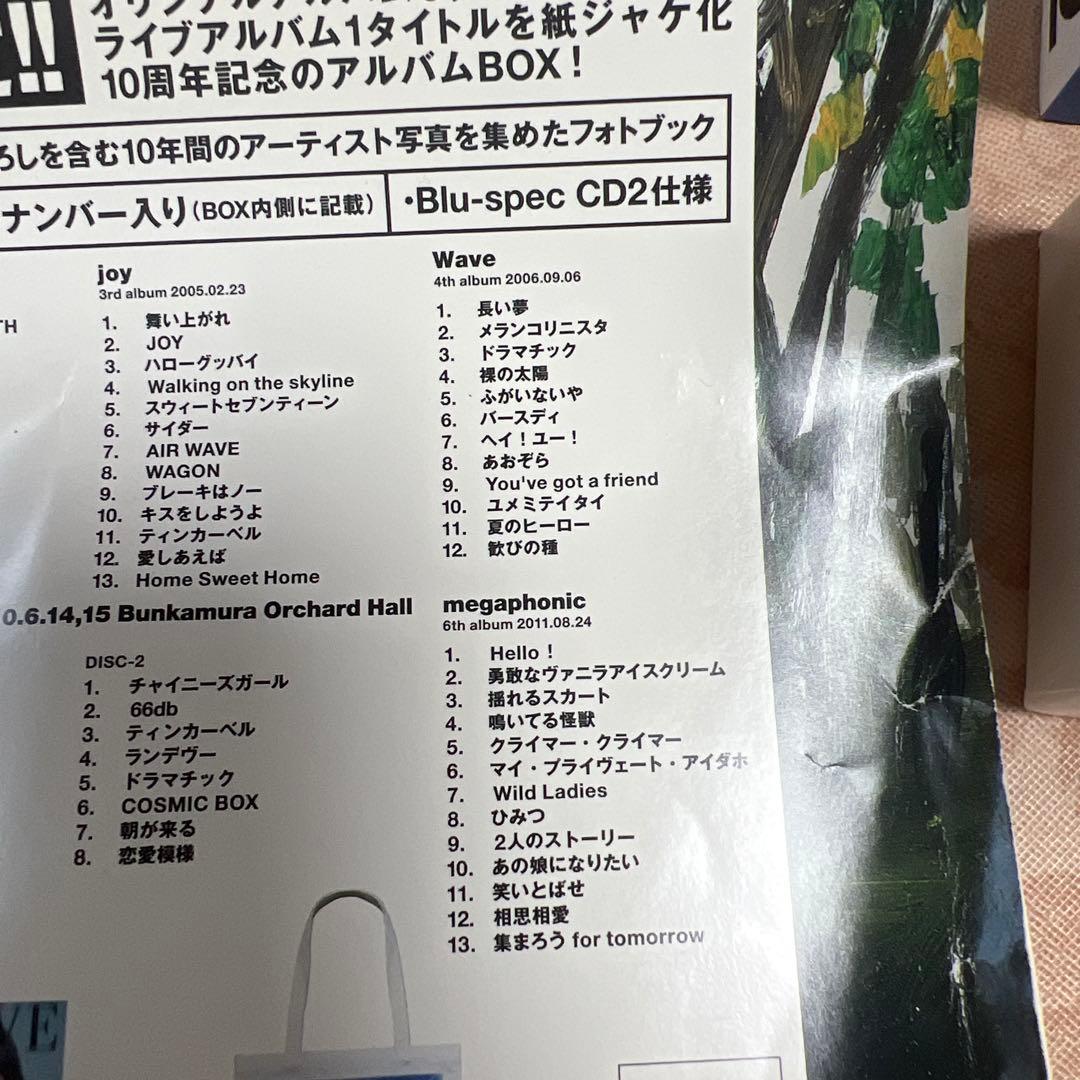 ライブアルバム1タイトルを紙ジャケ化
10周年記念のアルバムBOX!
ろしを含む10年間のアーティスト写真を集めたフォトブック
ナンバー入り(BOX内側に記載)
・Blu-spec CD2仕様
TH
joy
3rd album 2005.02.23
1. 舞い上がれ
2. JOY
3. ハローグッバイ
4. Walking on the skyline
5. スウィートセブンティーン
6. サイダー
7. AIR WAVE
8. WAGON
9. ブレーキはノー
10. キスをしようよ
11. ティンカーベル
12. 愛しあえば
13. Home Sweet Home
Wave
4th album 2006.09.06
1. 長い夢
2. メランコリニスタ
3. ドラマチック
4. 裸の太陽
5. ふがいないや
6. バースディ
7. ヘイ!ユー!
8. あおぞら
9. You've got a friend
10. ユメミテイタイ
11. 夏のヒーロー
12. 歓びの種
0.6.14,15 Bunkamura Orchard Hall
DISC-2
1. チャイニーズガール
2. 66db
3. ティンカーベル
4. ランデヴー
5. ドラマチック
6. COSMIC BOX
7. 朝が来る
8. 恋愛模様
megaphonic
6th album 2011.08.24
1. Hello!
2. 勇敢なヴァニラアイスクリーム
3. 揺れるスカート
4. 鳴いてる怪獣
5. クライマー・クライマー
6. マイ・プライヴェート・アイダホ
7. Wild Ladies
8. ひみつ
9. 2人のストーリー
10. あの娘になりたい
11. 笑いとばせ
12. 相思相愛
13. 集まろう for tomorrow
VE